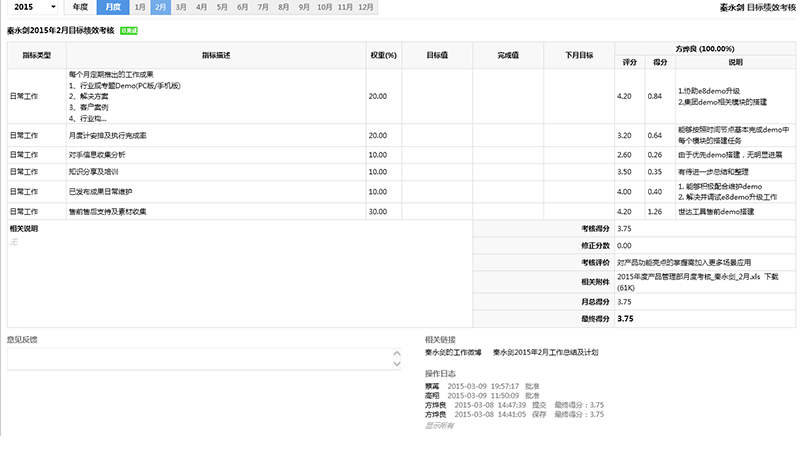 2015 年度 月度 1月 2月 3月 4月 5月 6月 7月 8月 9月 10月 11月 12月 秦永剑 目标绩效考核
秦永剑2015年2月目标绩效考核 已完成
指标类型 指标描述 权重(%) 目标值 完成值 下月目标 方烨良 (100.00%)
评分 得分 说明
日常工作
每个月定期推出的工作成果
1、行业或专题Demo(PC版/手机版)
2、解决方案
3、客户案例
4、行业构...
20.00 4.20 0.84
1.协助e8demo升级
2.集团demo相关模块的搭建
日常工作 月度计安排及执行完成率 20.00 3.20 0.64
能够按照时间节点基本完成demo中
每个模块的搭建任务
日常工作 对手信息收集分析 10.00 2.60 0.26 由于优先demo搭建，无明显进展
日常工作 知识分享及培训 10.00 3.50 0.35 有待进一步总结和整理
日常工作 已发布成果日常维护 10.00 4.00 0.40
1. 能够积极配合维护demo
2. 解决并调试e8demo升级工作
日常工作 售前售后支持及素材收集 30.00 4.20 1.26 世达工具售前demo搭建
相关说明
无
考核得分 3.75
修正分数 0.00
考核评价 对产品功能亮点的掌握需加入更多场景应用
相关附件 2015年度产品管理部月度考核_秦永剑_2月.xls 下载
(61K)
月总得分 3.75
最终得分 3.75
意见反馈
相关链接
秦永剑的工作微博 秦永剑2015年2月工作总结及计划
操作日志
2015-03-09 19:57:17 批准
高翔 2015-03-09 11:50:09 批准
方烨良 2015-03-08 14:47:39 提交 最终得分：3.75
方烨良 2015-03-08 14:41:05 保存 最终得分：3.75
显示所有